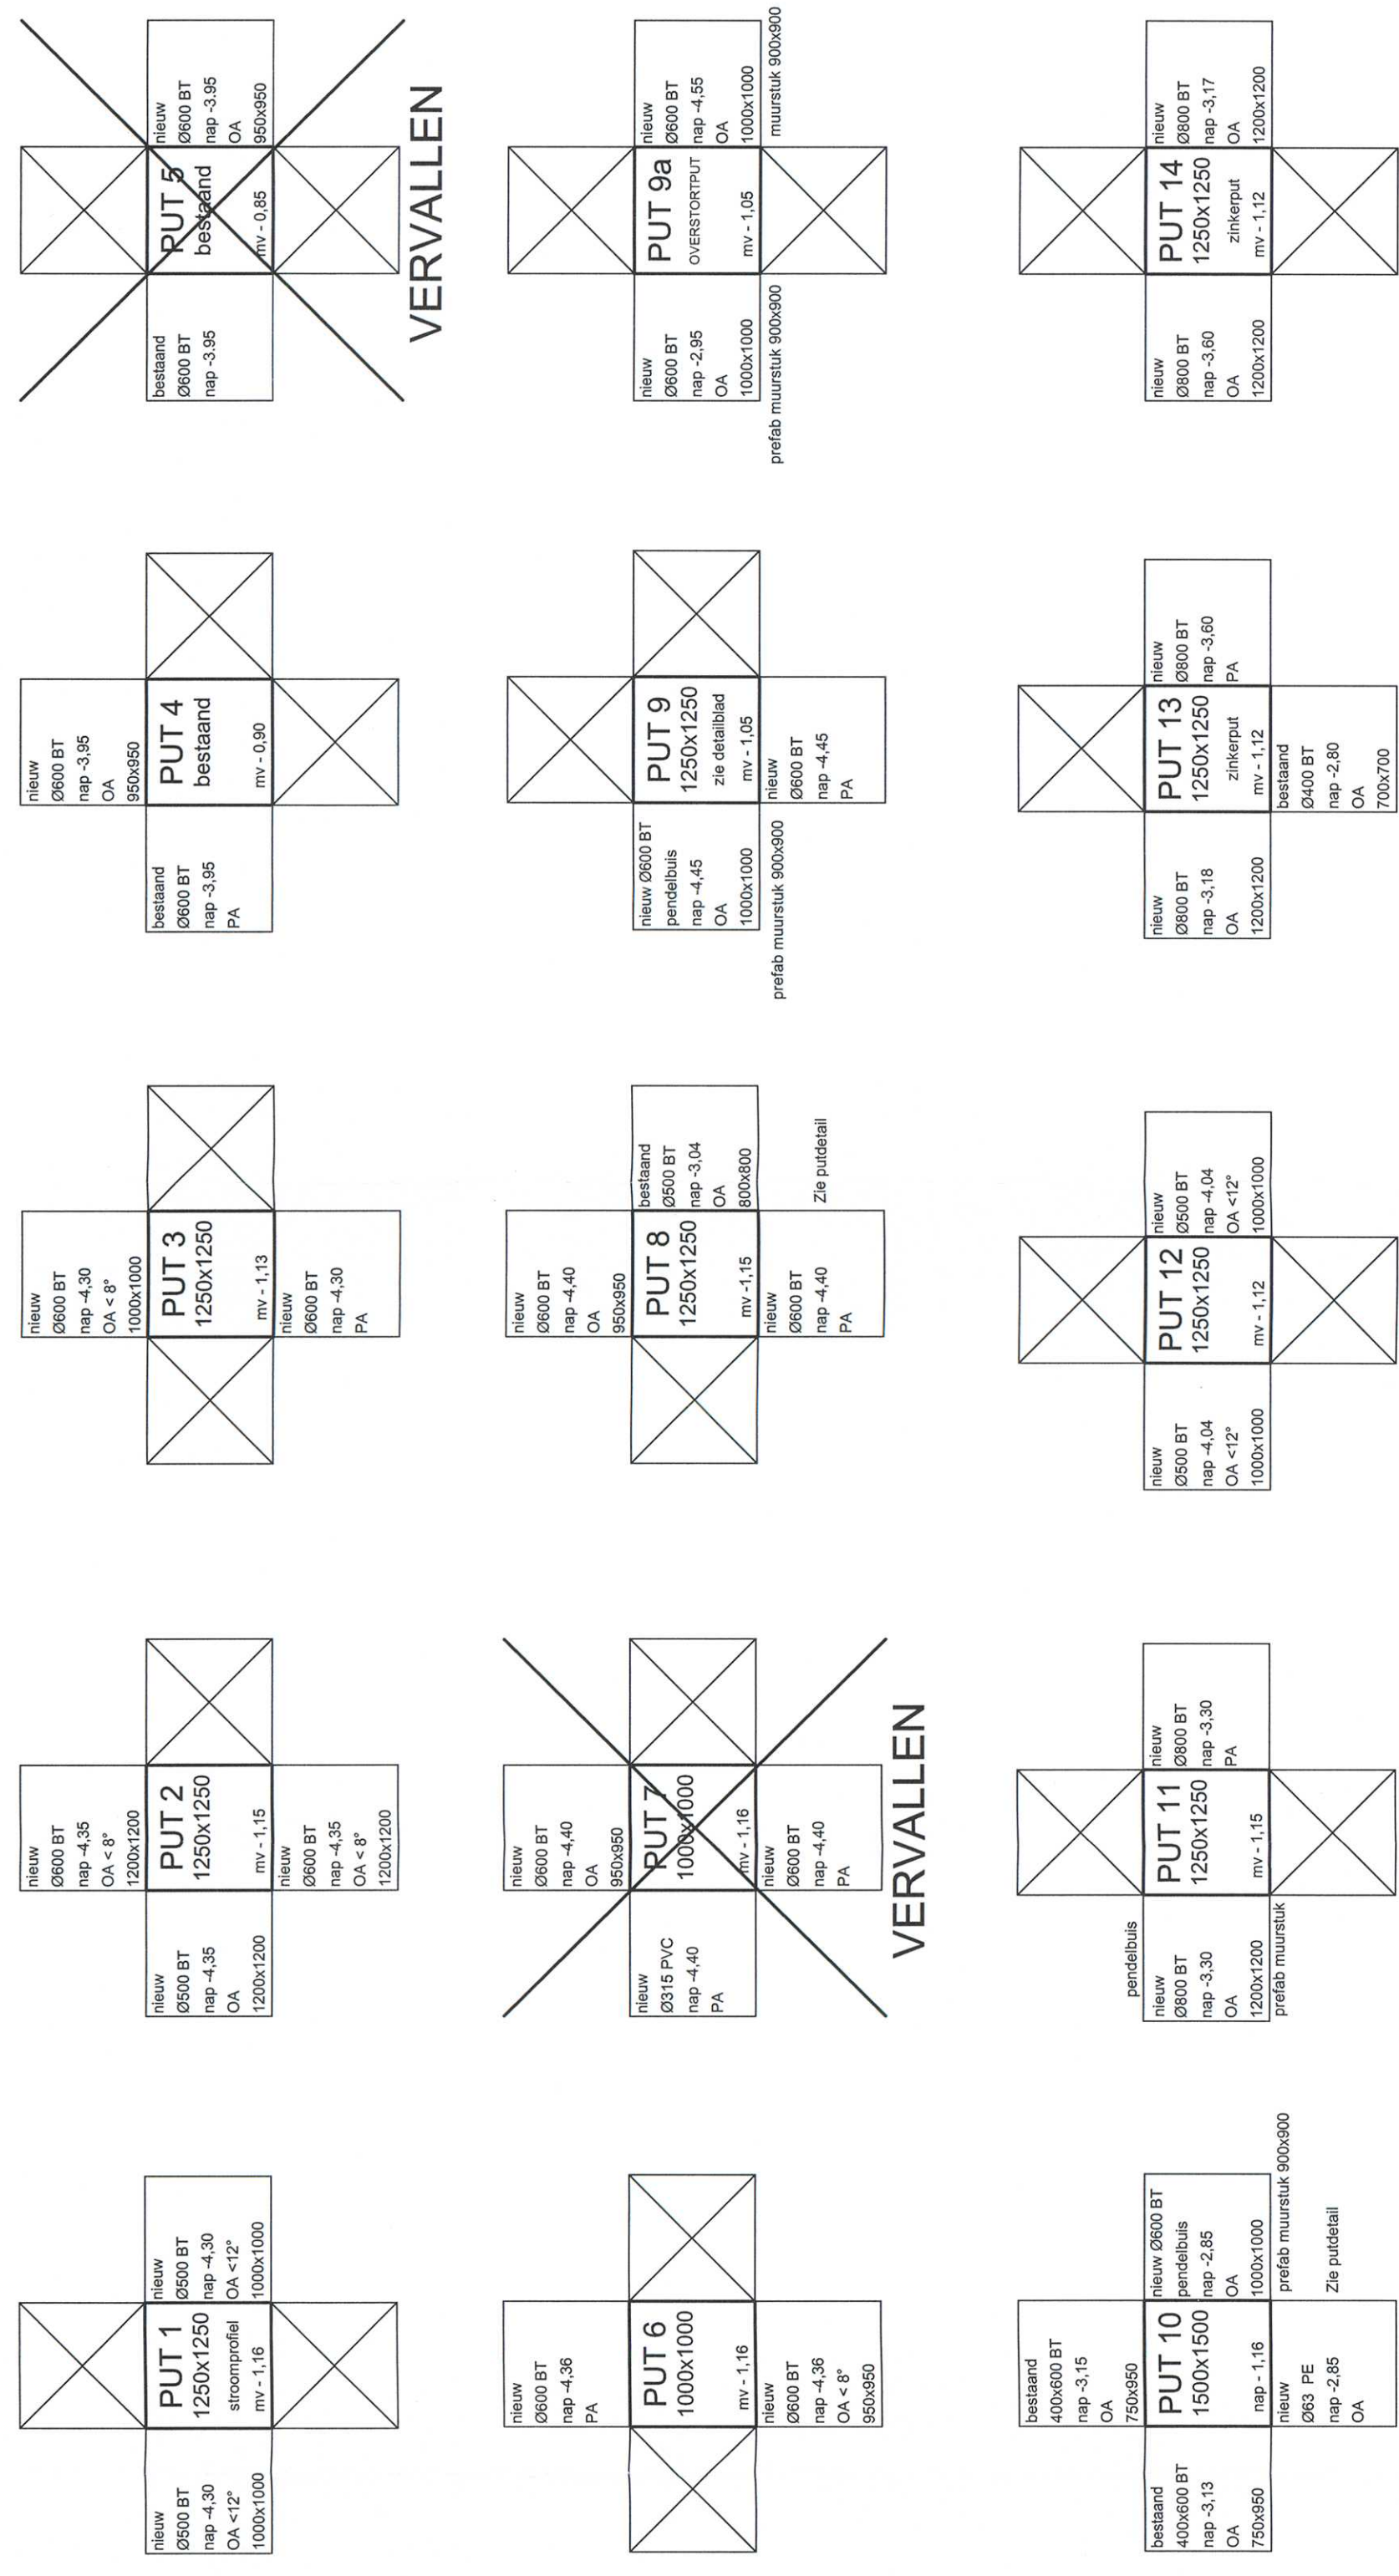 PUT 1
1250x1250
stroomprofiel
mv - 1,16
nieuw
Ø500 BT
nap -4,30
OA <12°
1000x1000
nieuw
Ø500 BT
nap -4,30
OA <12°
1000x1000
nieuw
Ø600 BT
nap -4,35
OA < 8°
1200x1200
nieuw
Ø500 BT
nap -4,35
OA
1200x1200
PUT 2
1250x1250
mv - 1,15
nieuw
Ø600 BT
nap -4,35
OA < 8°
1200x1200
nieuw
Ø600 BT
nap -4,30
OA < 8°
1000x1000
PUT 3
1250x1250
mv - 1,13
nieuw
Ø600 BT
nap -4,30
PA
nieuw
Ø600 BT
nap -3,95
OA
950x950
bestaand
Ø600 BT
nap -3,95
PA
PUT 4
bestaand
mv - 0,90
bestaand
Ø600 BT
nap -3.95
PUT 5
bestaand
mv - 0,85
nieuw
Ø600 BT
nap -3.95
OA
950x950
VERVALLEN
nieuw
Ø600 BT
nap -4,36
PA
PUT 6
1000x1000
mv - 1,16
nieuw
Ø600 BT
nap -4,36
OA < 8°
950x950
nieuw
Ø600 BT
nap -4,40
OA
950x950
nieuw
Ø315 PVC
nap -4,40
PA
PUT 7
1000x1000
mv - 1,16
nieuw
Ø600 BT
nap -4,40
PA
VERVALLEN
nieuw
Ø600 BT
nap -4,40
OA
950x950
PUT 8
1250x1250
mv -1,15
bestaand
Ø500 BT
nap -3,04
OA
800x800
nieuw
Ø600 BT
nap -4,40
PA
Zie putdetail
nieuw Ø600 BT
pendelbuis
nap -4,45
OA
1000x1000
prefab muurstuk 900x900
PUT 9
1250x1250
zie detailblad
mv - 1,05
nieuw
Ø600 BT
nap -4,45
PA
nieuw
Ø600 BT
nap -2,95
OA
1000x1000
prefab muurstuk 900x900
PUT 9a
OVERSTORTPUT
mv - 1,05
nieuw
Ø600 BT
nap -4,55
OA
1000x1000
muurstuk 900x900
bestaand
400x600 BT
nap -3,15
OA
750x950
bestaand
400x600 BT
nap -3,13
OA
750x950
PUT 10
1500x1500
nap - 1,16
nieuw Ø600 BT
pendelbuis
nap -2,85
OA
1000x1000
prefab muurstuk 900x900
nieuw
Ø63 PE
nap -2,85
OA
Zie putdetail
pendelbuis
nieuw
Ø800 BT
nap -3,30
OA
1200x1200
prefab muurstuk
PUT 11
1250x1250
mv - 1,15
nieuw
Ø800 BT
nap -3,30
PA
nieuw
Ø500 BT
nap -4,04
OA <12°
1000x1000
PUT 12
1250x1250
mv - 1,12
nieuw
Ø500 BT
nap -4,04
OA <12°
1000x1000
nieuw
Ø800 BT
nap -3,18
OA
1200x1200
PUT 13
1250x1250
zinkerput
mv - 1,12
nieuw
Ø800 BT
nap -3,60
PA
bestaand
Ø400 BT
nap -2,80
OA
700x700
nieuw
Ø800 BT
nap -3,60
OA
1200x1200
PUT 14
1250x1250
zinkerput
mv - 1,12
nieuw
Ø800 BT
nap -3,17
OA
1200x1200